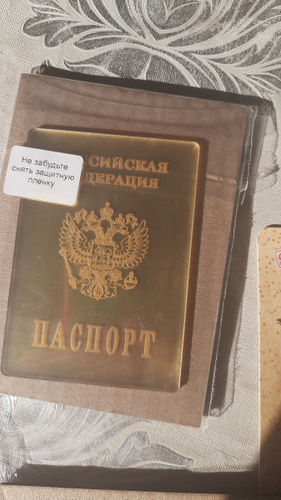 Не забудьте
снять защитную
пленку
СИЙСКАЯ
ДЕРАЦИЯ
ПАСПОРТ